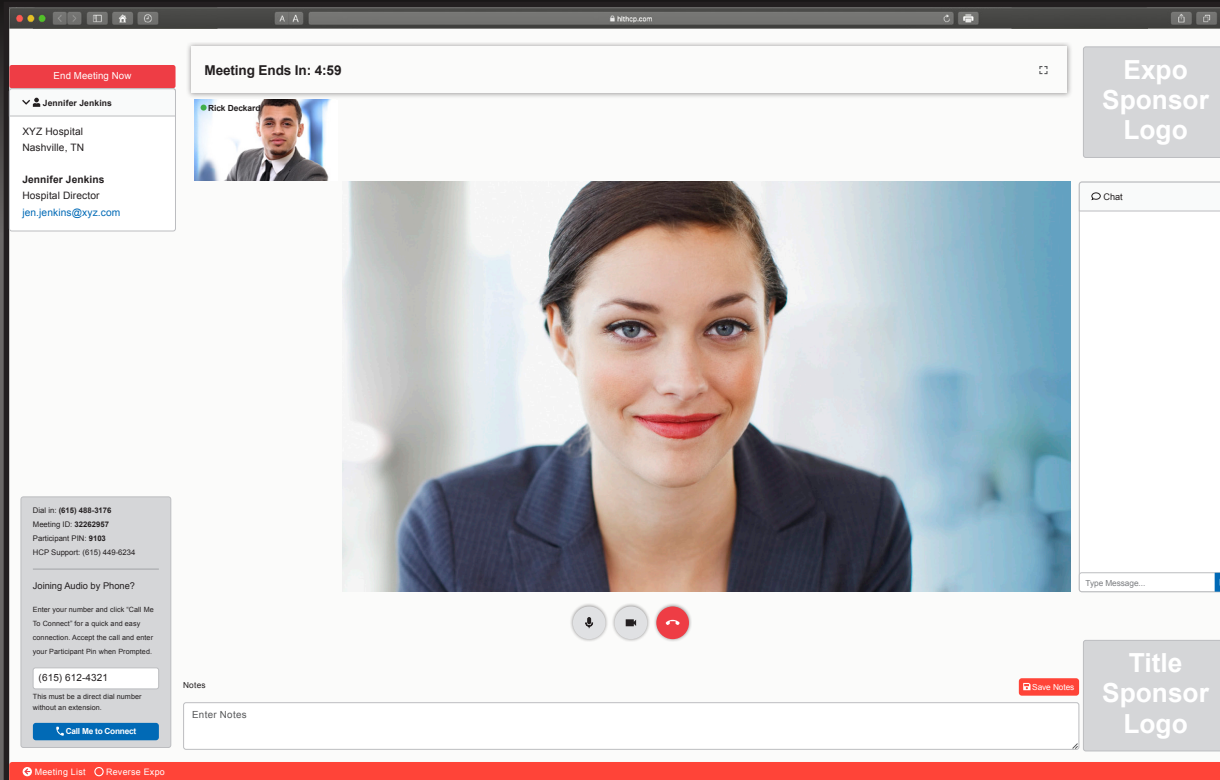 A A
hithcp.com
End Meeting Now
Jennifer Jenkins
XYZ Hospital
Nashville, TN
Jennifer Jenkins
Hospital Director
jen.jenkins@xyz.com
Meeting Ends In: 4:59
Rick Deckard
Expo
Sponsor
Logo
Chat
Type Message...
Dial in: (615) 488-3176
Meeting ID: 32262957
Participant PIN: 9103
HCP Support: (615) 449-6234
Joining Audio by Phone?
Enter your number and click "Call Me
To Connect" for a quick and easy
connection. Accept the call and enter
your Participant Pin when Prompted.
(615) 612-4321
This must be a direct dial number
without an extension.
Call Me to Connect
Notes
Save Notes
Enter Notes
Title
Sponsor
Logo
Meeting List
Reverse Expo